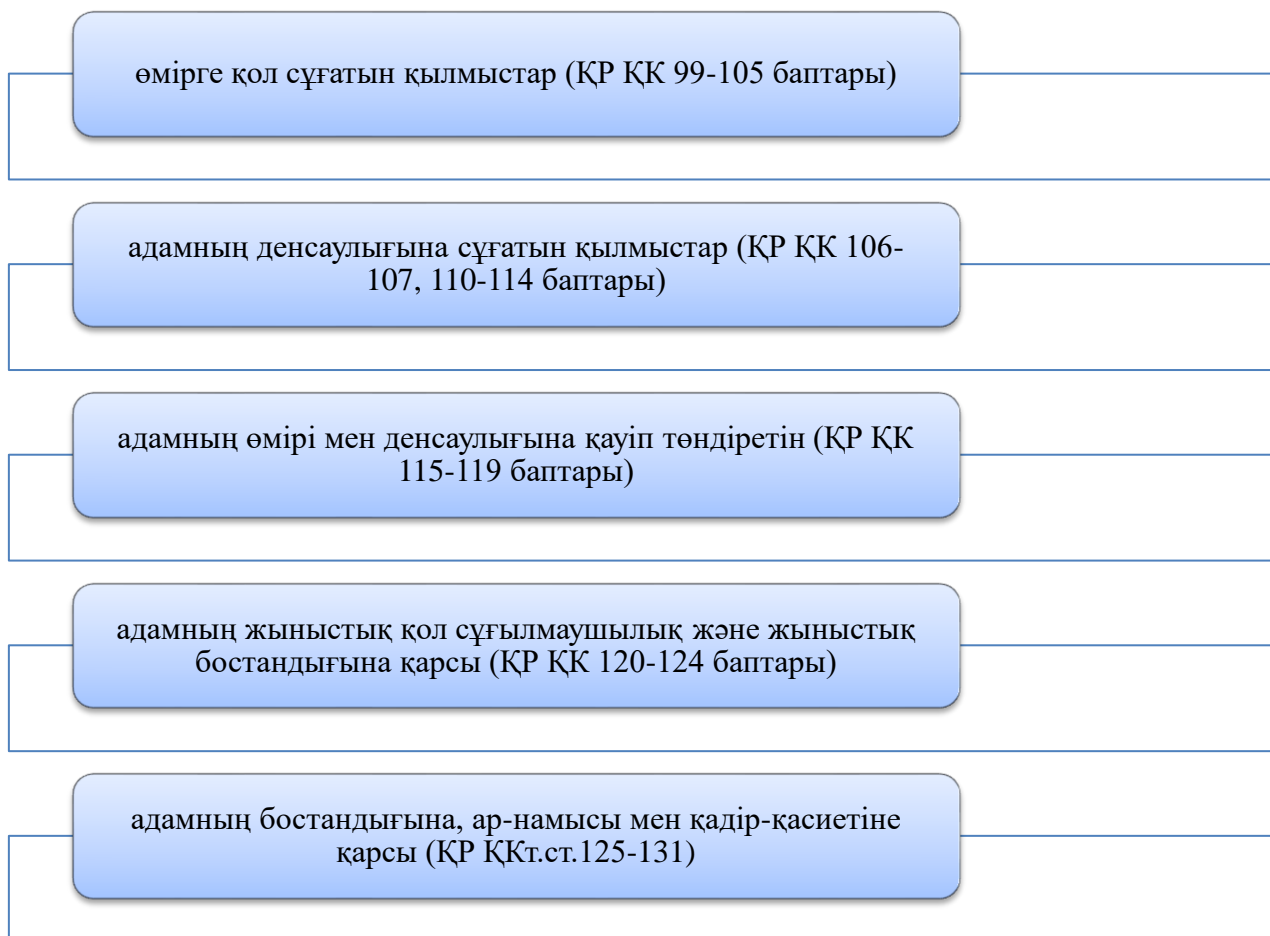 өмірге қол сұғатын қылмыстар (ҚР ҚК 99-105 баптары)
адамның денсаулығына сұғатын қылмыстар (ҚР ҚК 106-
107, 110-114 баптары)
адамның өмірі мен денсаулығына қауіп төндіретін (ҚР ҚК
115-119 баптары)
адамның жыныстық қол сұғылмаушылық және жыныстық
бостандығына қарсы (ҚР ҚК 120-124 баптары)
адамның бостандығына, ар-намысы мен қадір-қасиетіне
қарсы (ҚР ҚКт.ст.125-131)